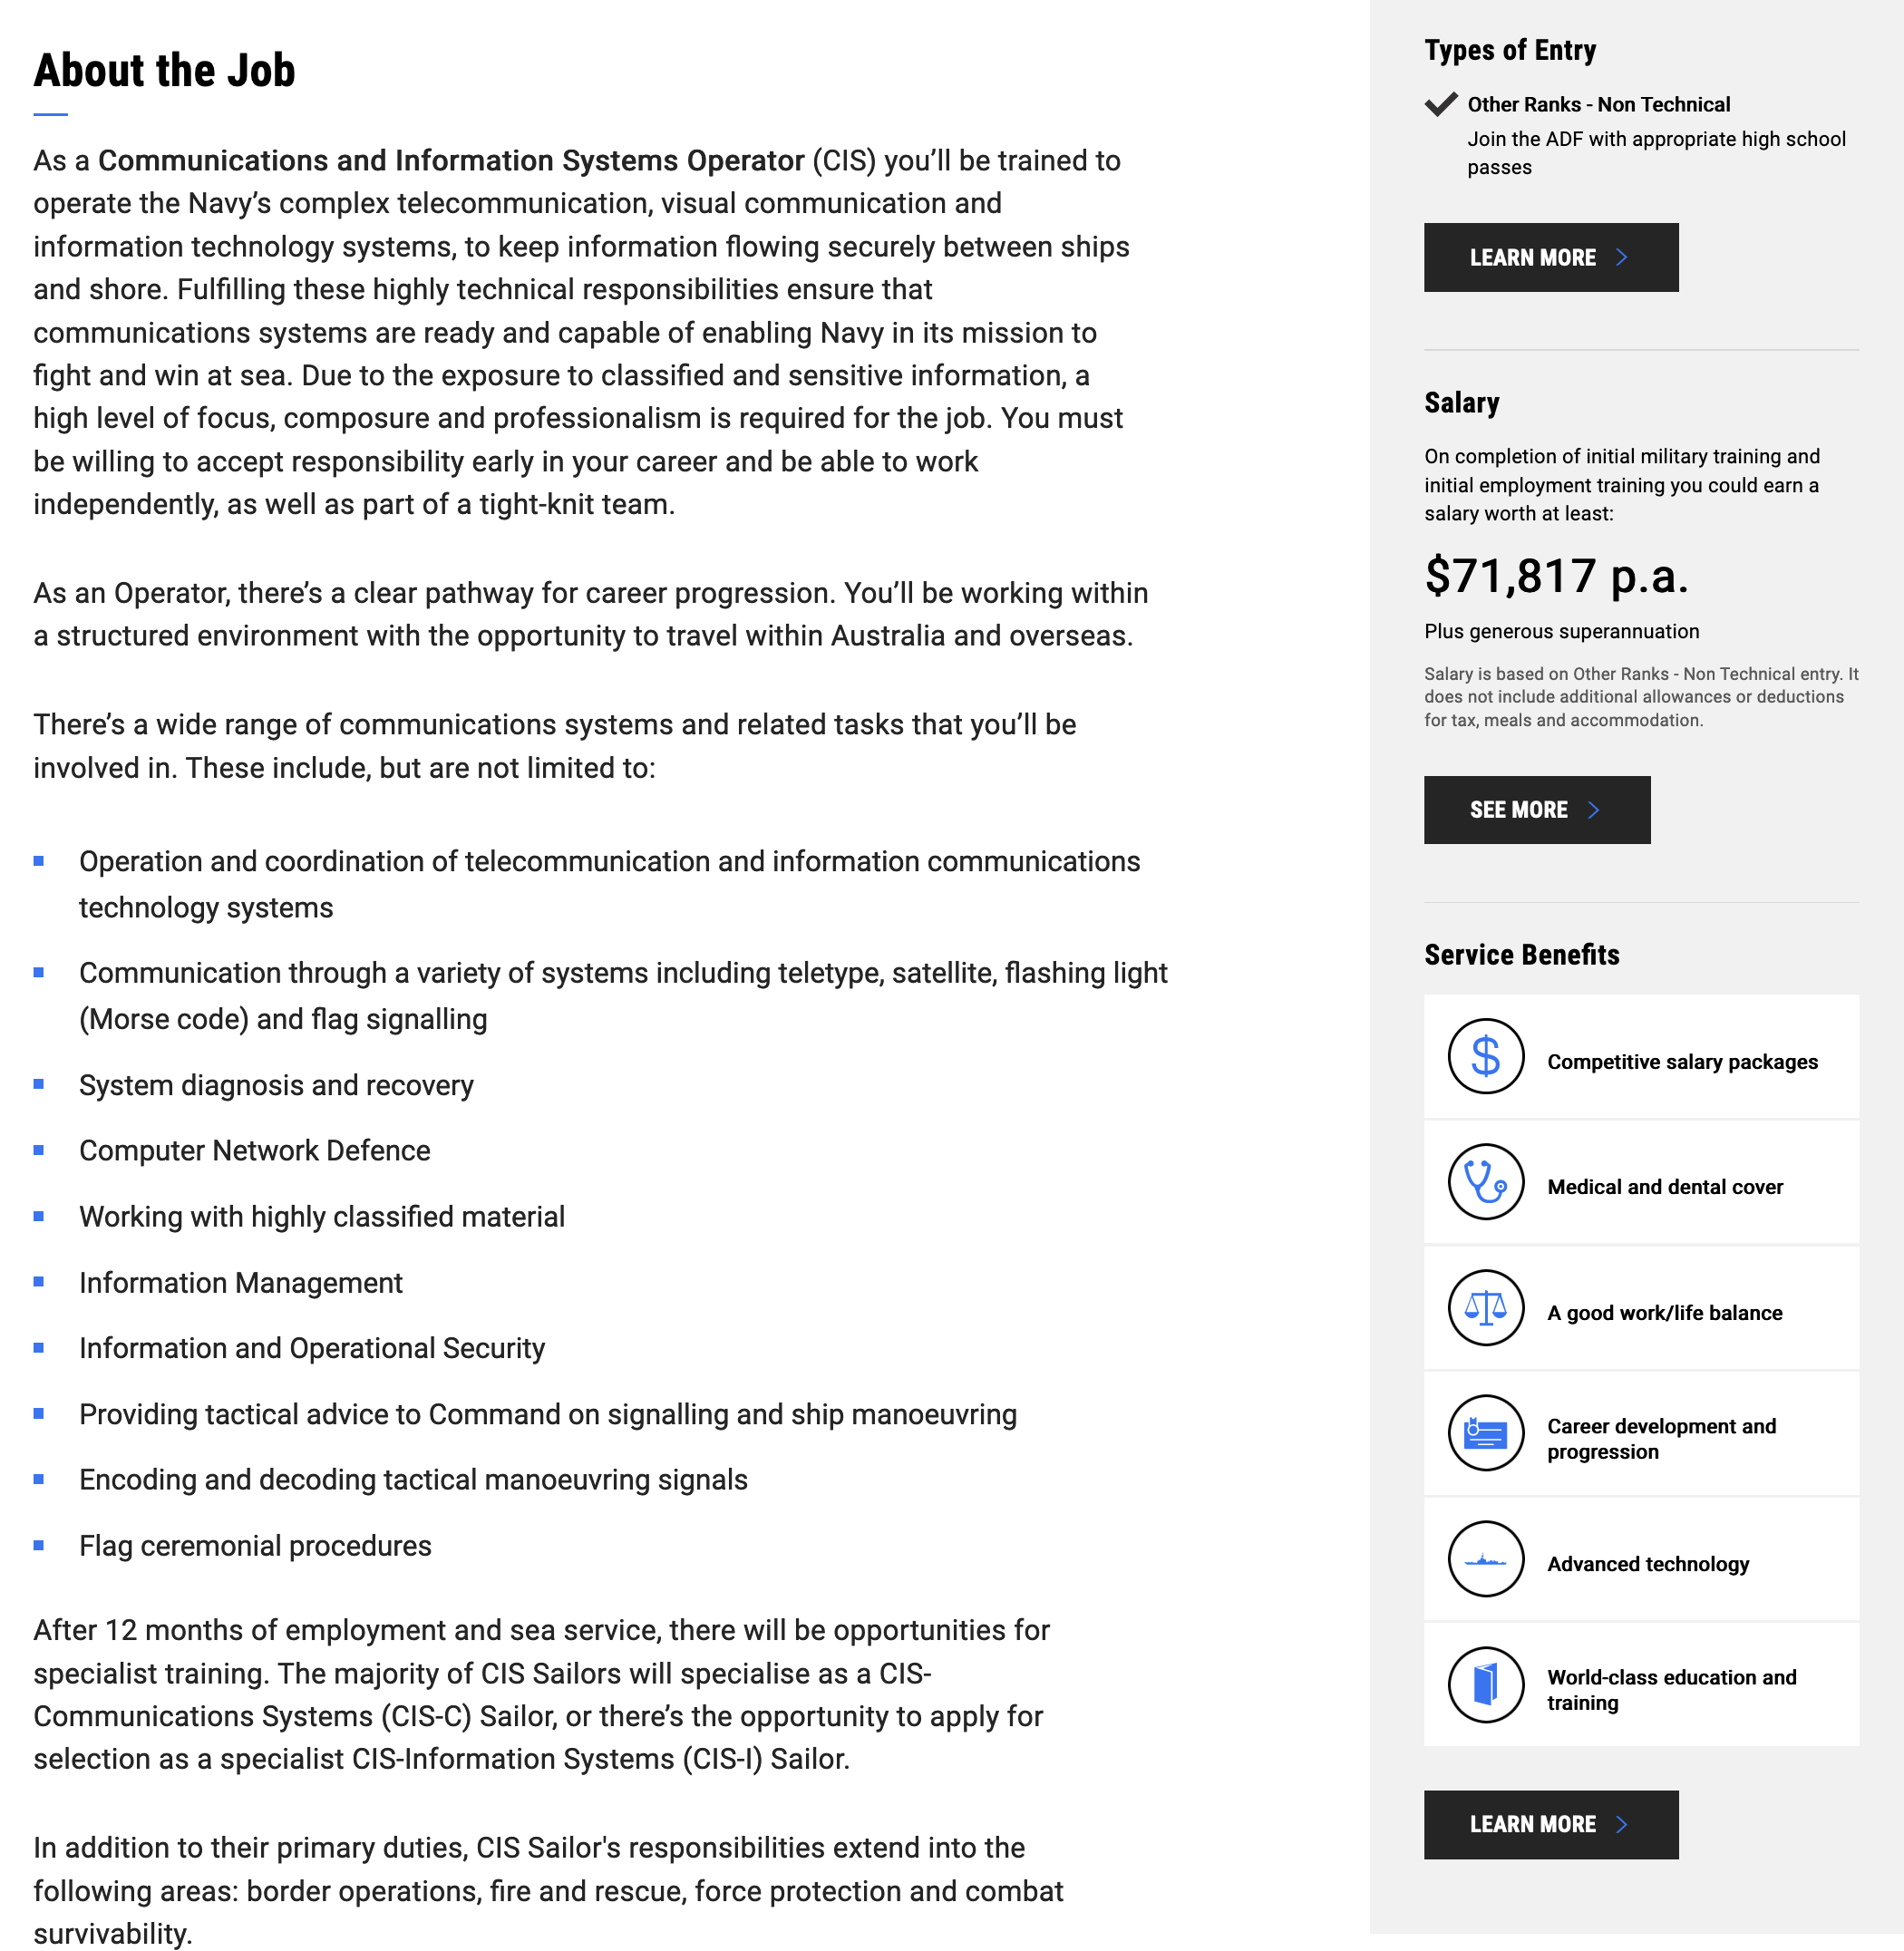 About the Job
As a Communications and Information Systems Operator (CIS) you’ll be trained to
operate the Navy’s complex telecommunication, visual communication and
information technology systems, to keep information flowing securely between ships
and shore. Fulfilling these highly technical responsibilities ensure that
communications systems are ready and capable of enabling Navy in its mission to
fight and win at sea. Due to the exposure to classified and sensitive information, a
high level of focus, composure and professionalism is required for the job. You must
be willing to accept responsibility early in your career and be able to work
independently, as well as part of a tight-knit team.
As an Operator, there’s a clear pathway for career progression. You’ll be working within
a structured environment with the opportunity to travel within Australia and overseas.
There’s a wide range of communications systems and related tasks that you’ll be
involved in. These include, but are not limited to:
Operation and coordination of telecommunication and information communications
technology systems
Communication through a variety of systems including teletype, satellite, flashing light
(Morse code) and flag signalling
System diagnosis and recovery
Computer Network Defence
Working with highly classified material
Information Management
Information and Operational Security
Providing tactical advice to Command on signalling and ship manoeuvring
Encoding and decoding tactical manoeuvring signals
Flag ceremonial procedures
After 12 months of employment and sea service, there will be opportunities for
specialist training. The majority of CIS Sailors will specialise as a CIS-
Communications Systems (CIS-C) Sailor, or there’s the opportunity to apply for
selection as a specialist CIS-Information Systems (CIS-I) Sailor.
In addition to their primary duties, CIS Sailor's responsibilities extend into the
following areas: border operations, fire and rescue, force protection and combat
survivability.
Types of Entry
Other Ranks - Non Technical
Join the ADF with appropriate high school
passes
LEARN MORE
Salary
On completion of initial military training and
initial employment training you could earn a
salary worth at least:
$71,817 p.a.
Plus generous superannuation
Salary is based on Other Ranks - Non Technical entry. It
does not include additional allowances or deductions
for tax, meals and accommodation.
SEE MORE
Service Benefits
$
Competitive salary packages
Medical and dental cover
A good work/life balance
Career development and
progression
Advanced technology
World-class education and
training
LEARN MORE